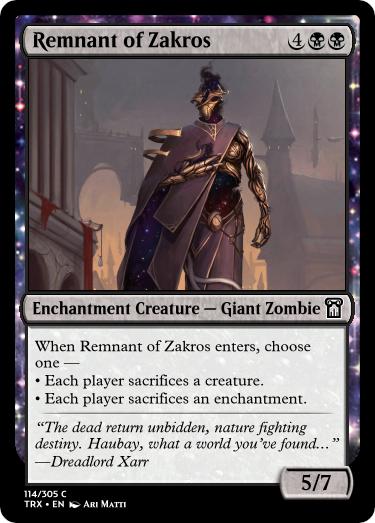 Remnant of Zakros 4
Enchantment Creature — Giant Zombie
When Remnant of Zakros enters, choose
one —
• Each player sacrifices a creature.
• Each player sacrifices an enchantment.
“The dead return unbidden, nature fighting
destiny. Haubay, what a world you’ve found...”
—Dreadlord Xarr
5/7
114/305 C
TRX • EN Ari Matti